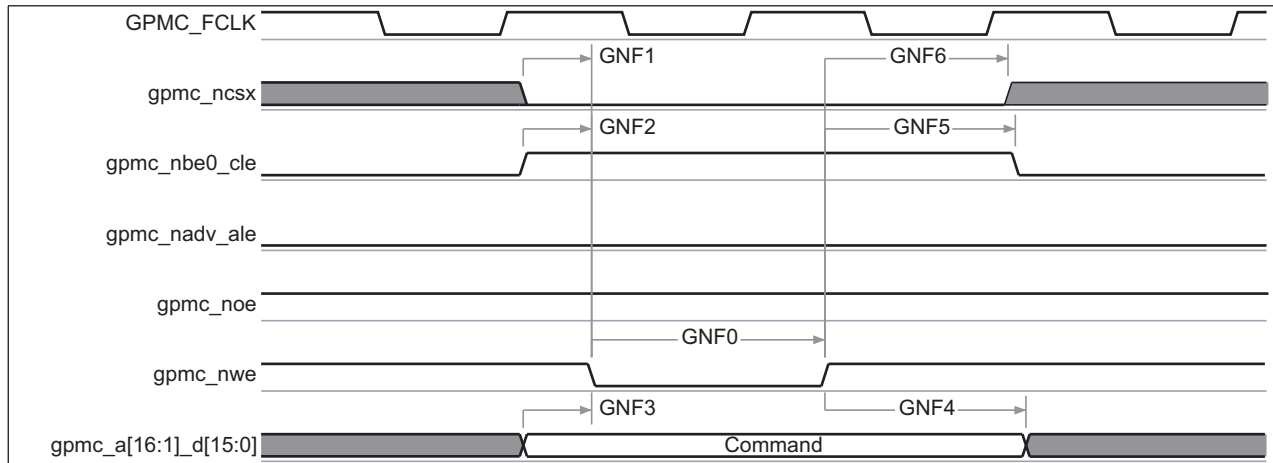 GPMC_FCLK
GNF1
GNF6
gpmc_ncsx
GNF2
GNF5
gpmc_nbe0_cle
gpmc_nadv_ale
gpmc_noe
GNF0
gpmc_nwe
GNF3
GNF4
gpmc_a[16:1]_d[15:0]
Command